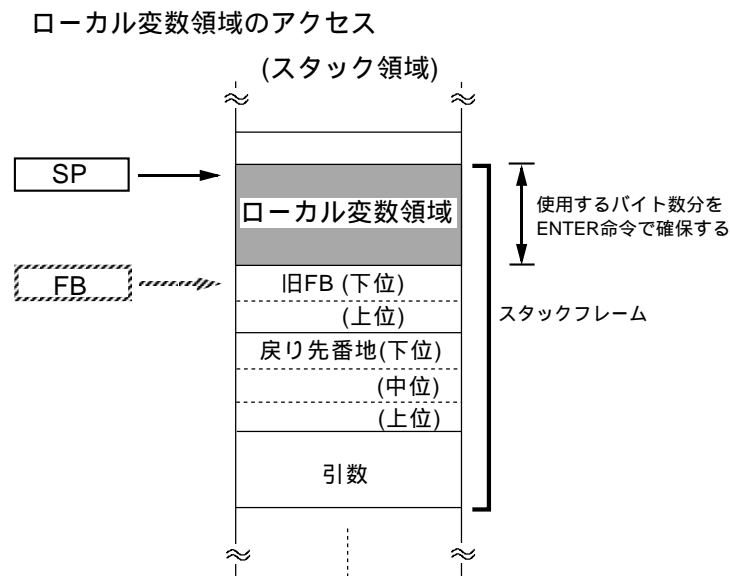 ローカル変数領域のアクセス
(スタック領域)
SP
ローカル変数領域
使用するバイト数分を
ENTER命令で確保する
FB
旧FB (下位)
(上位)
スタックフレーム
戻り先番地(下位)
(中位)
(上位)
引数